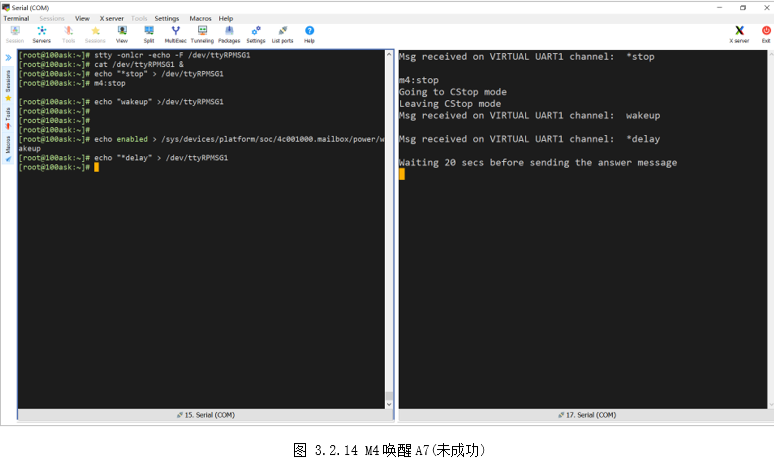 Serial (COM)
Terminal Sessions View X server Tools Settings Macros Help
Session Servers Tools Sessions View Split MultiExec Tunneling Packages Settings List ports Help X server Exit
Sessions
Tools
Macros
[root@100ask:~]# stty -onlcr -echo -F /dev/ttyRPMSG1
[root@100ask:~]# cat /dev/ttyRPMSG1 &
[root@100ask:~]# echo "*stop" > /dev/ttyRPMSG1
[root@100ask:~]# m4:stop
[root@100ask:~]# echo "wakeup" >/dev/ttyRPMSG1
[root@100ask:~]#
[root@100ask:~]#
[root@100ask:~]#
[root@100ask:~]# echo enabled > /sys/devices/platform/soc/4c001000.mailbox/power/w
akeup
[root@100ask:~]# echo "*delay" > /dev/ttyRPMSG1
[root@100ask:~]#
15. Serial (COM)
Msg received on VIRTUAL UART1 channel: *stop
m4:stop
Going to CStop mode
Leaving CStop mode
Msg received on VIRTUAL UART1 channel: wakeup
Msg received on VIRTUAL UART1 channel: *delay
Waiting 20 secs before sending the answer message
17. Serial (COM)
图 3.2.14 M4唤醒A7(未成功)